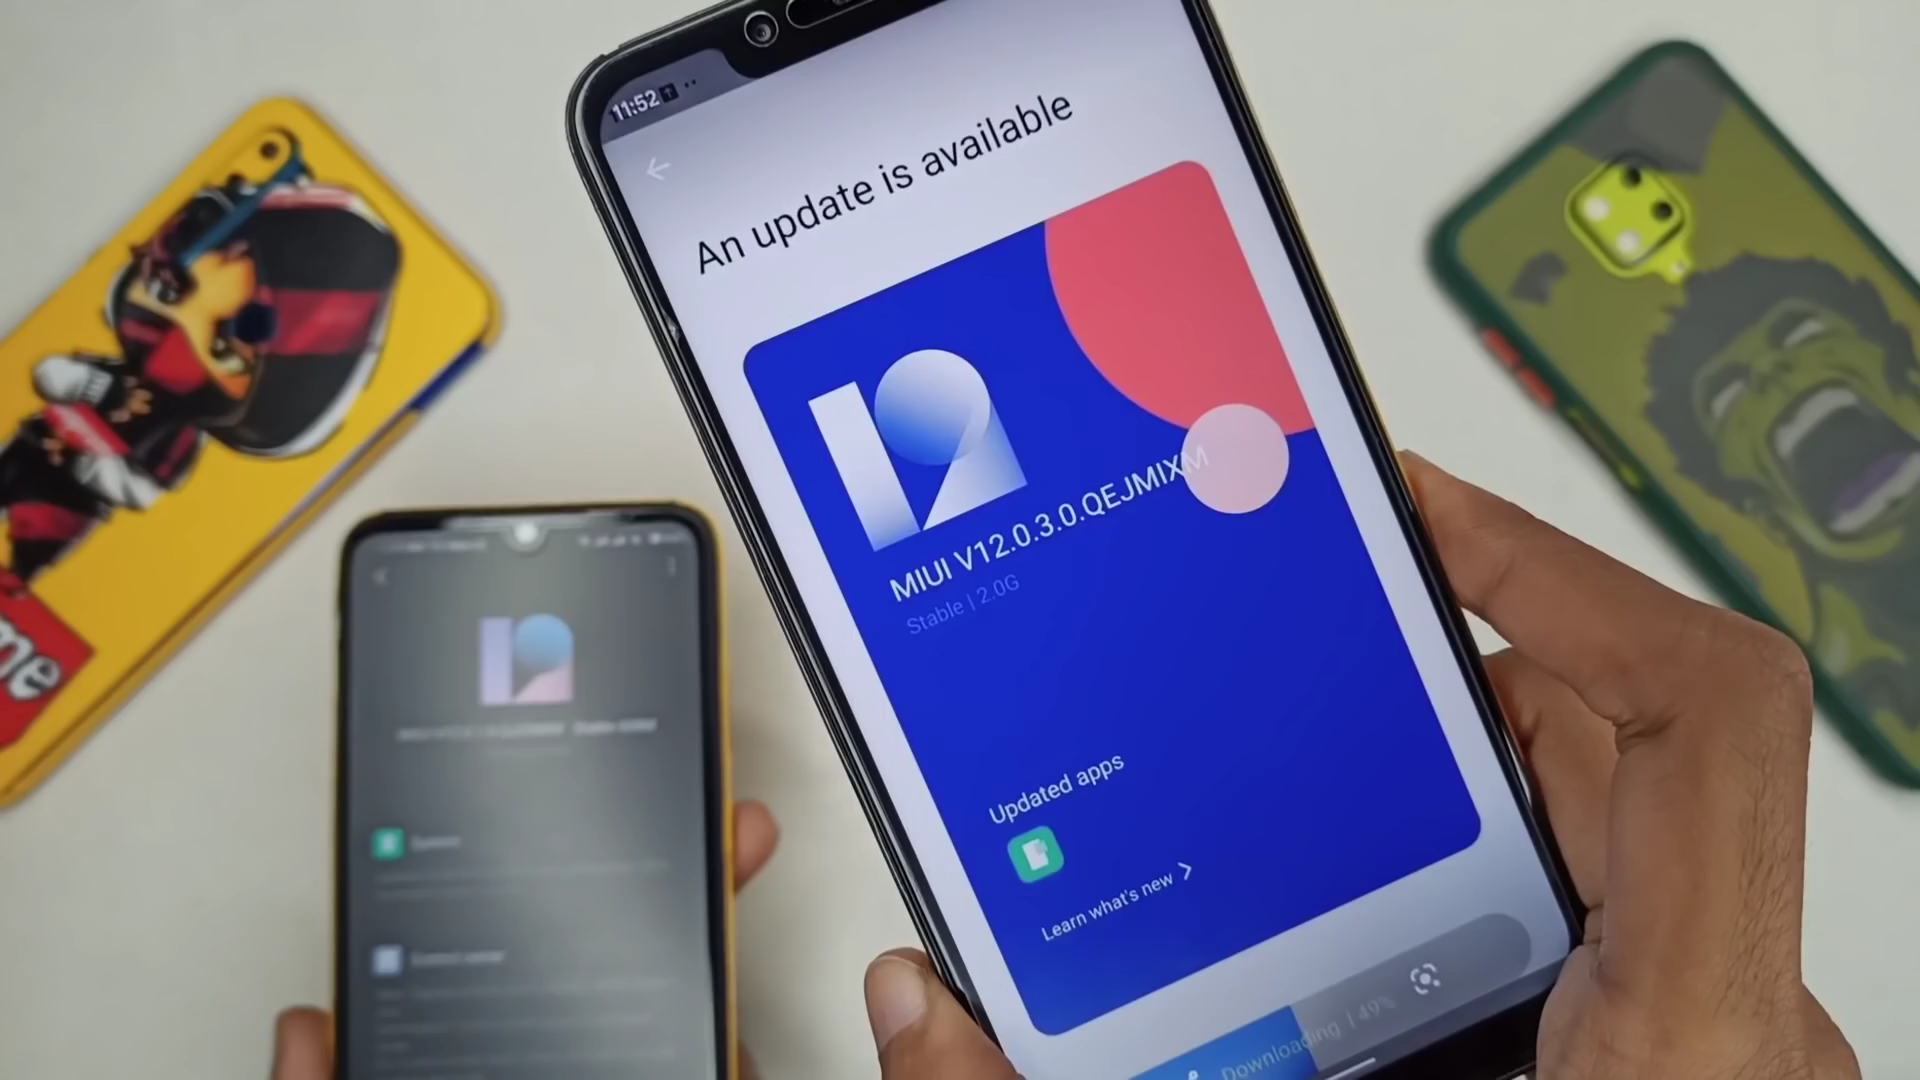 11:52
An update is available
MIUI V12.0.3.0.QEJMIXM
Stable | 2.0G
Updated apps
Learn what's new
Downloading | 49%
me